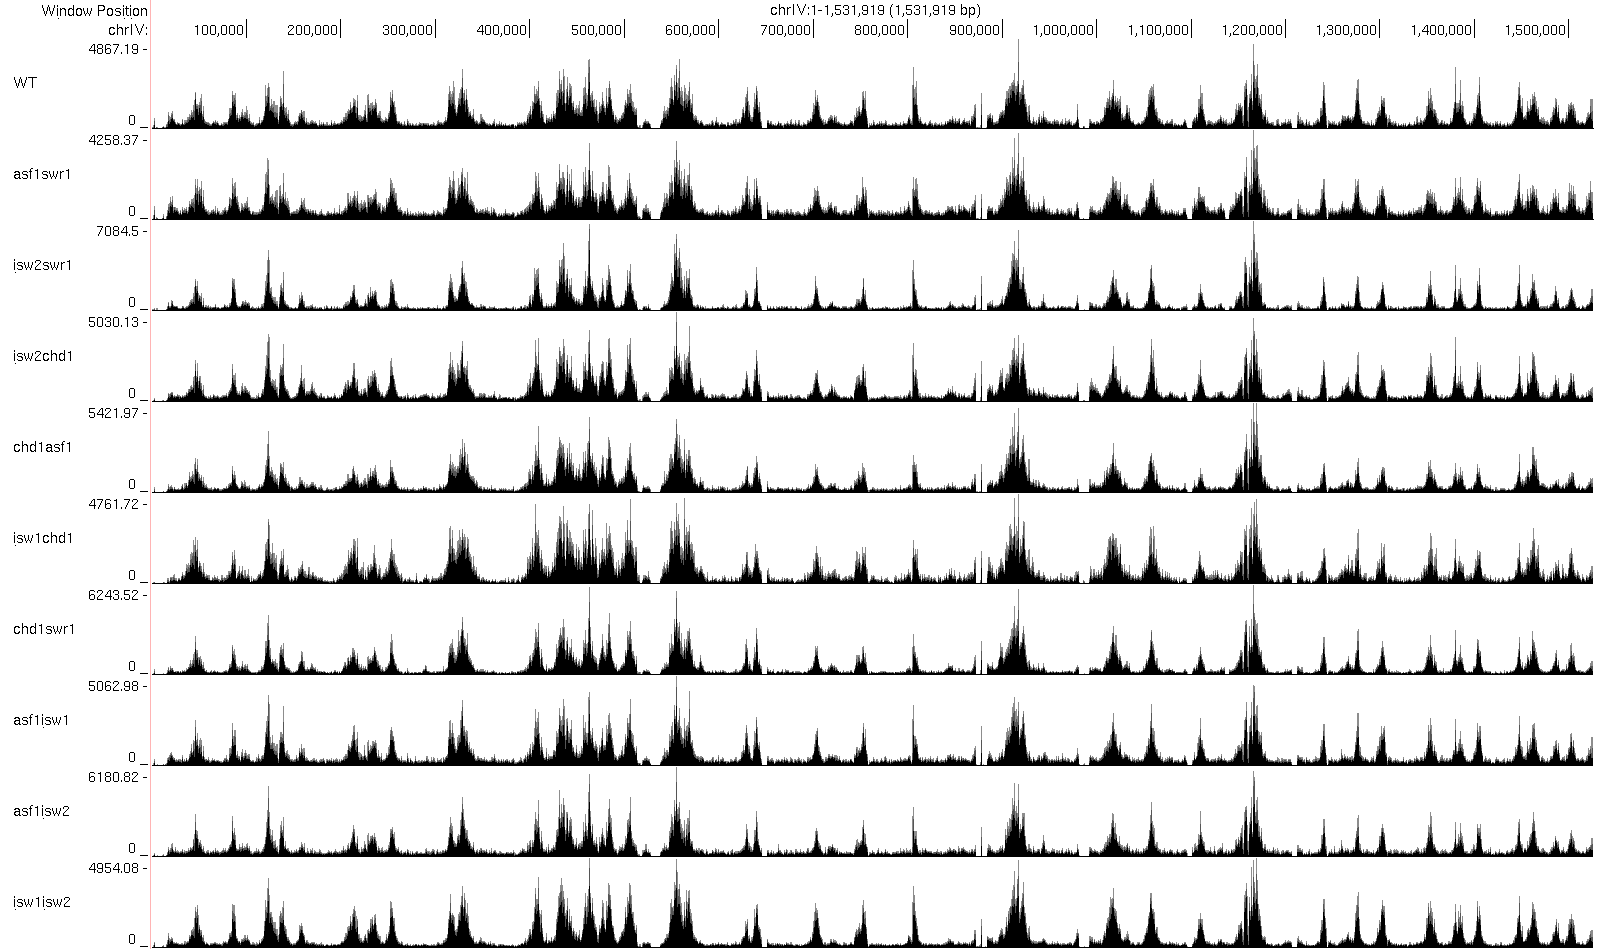 Window Position chrIV:1-1,531,919 (1,531,919 bp)
chrIV: 100,000 200,000 300,000 400,000 500,000 600,000 700,000 800,000 900,000 1,000,000 1,100,000 1,200,000 1,300,000 1,400,000 1,500,000
4867.19 -
WT
0 _
4258.37 -
asf1swr1
0 _
7084.5 -
isw2swr1
0 _
5030.13 -
isw2chd1
0 _
5421.97 -
chd1asf1
0 _
4761.72 -
isw1chd1
0 _
6243.52 -
chd1swr1
0 _
5062.98 -
asf1isw1
0 _
6180.82 -
asf1isw2
0 _
4954.08 -
isw1isw2
0 _